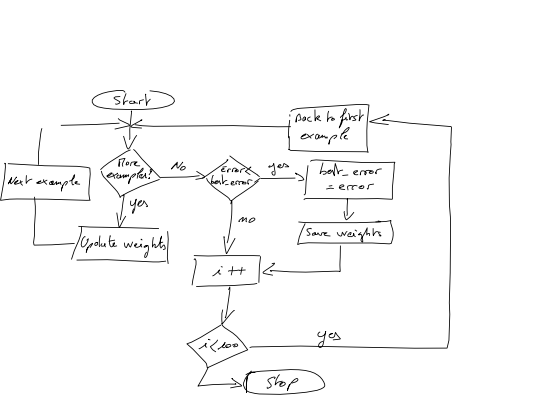 Start
Back to first
example
More
examples?
No
Error<
best_error
yes
best_error
= error
Next example
yes
Update weights
no
Save weights
i++
i<100
yes
Stop